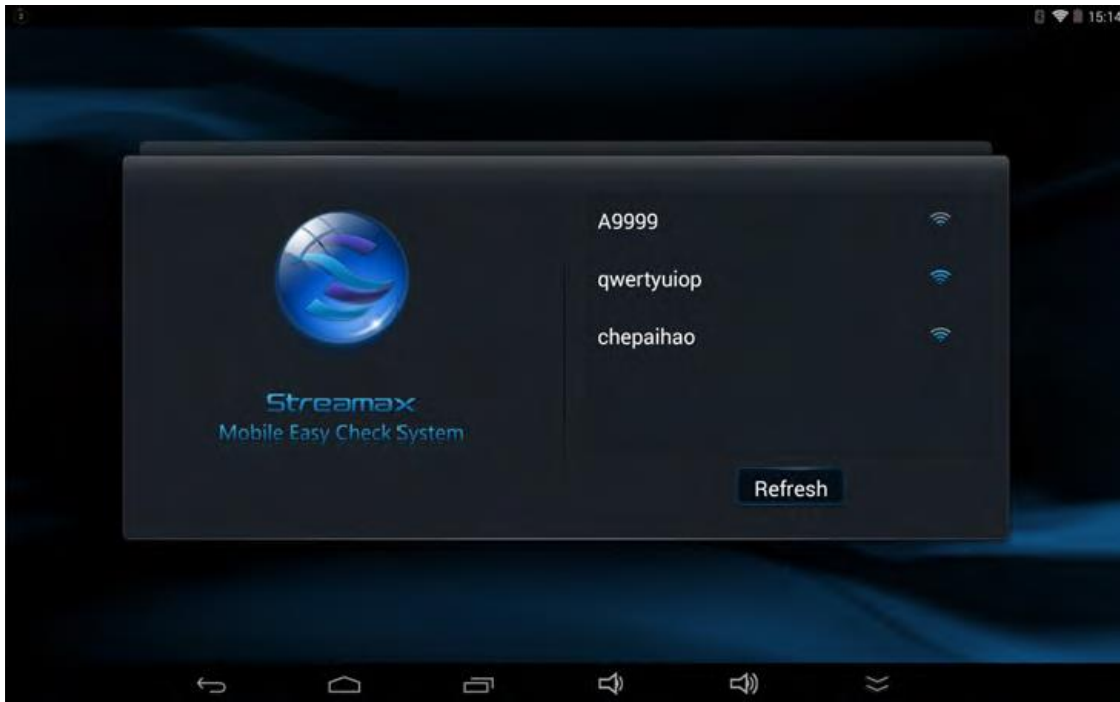 15:14
A9999
qwertyuiop
chepaihao
Streamax
Mobile Easy Check System
Refresh